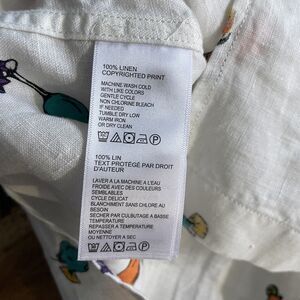 100% LINEN
COPYRIGHTED PRINT
MACHINE WASH COLD
WITH LIKE COLORS
GENTLE CYCLE
NON CHLORINE BLEACH
IF NEEDED
TUMBLE DRY LOW
WARM IRON
OR DRY CLEAN
100% LIN
TEXT PROTÉGÉ PAR DROIT
D'AUTEUR
LAVER A LA MACHINE A L'EAU
FROIDE AVEC DES COULEURS
SEMBLABLES
CYCLE DELICAT
BLANCHIMENT SANS CHLORE AU
BESOIN
SECHER PAR CULBUTAGE A BASSE
TEMPERATURE
REPASSER A TEMPERATURE
MOYENNE
OU NETTOYER A SEC